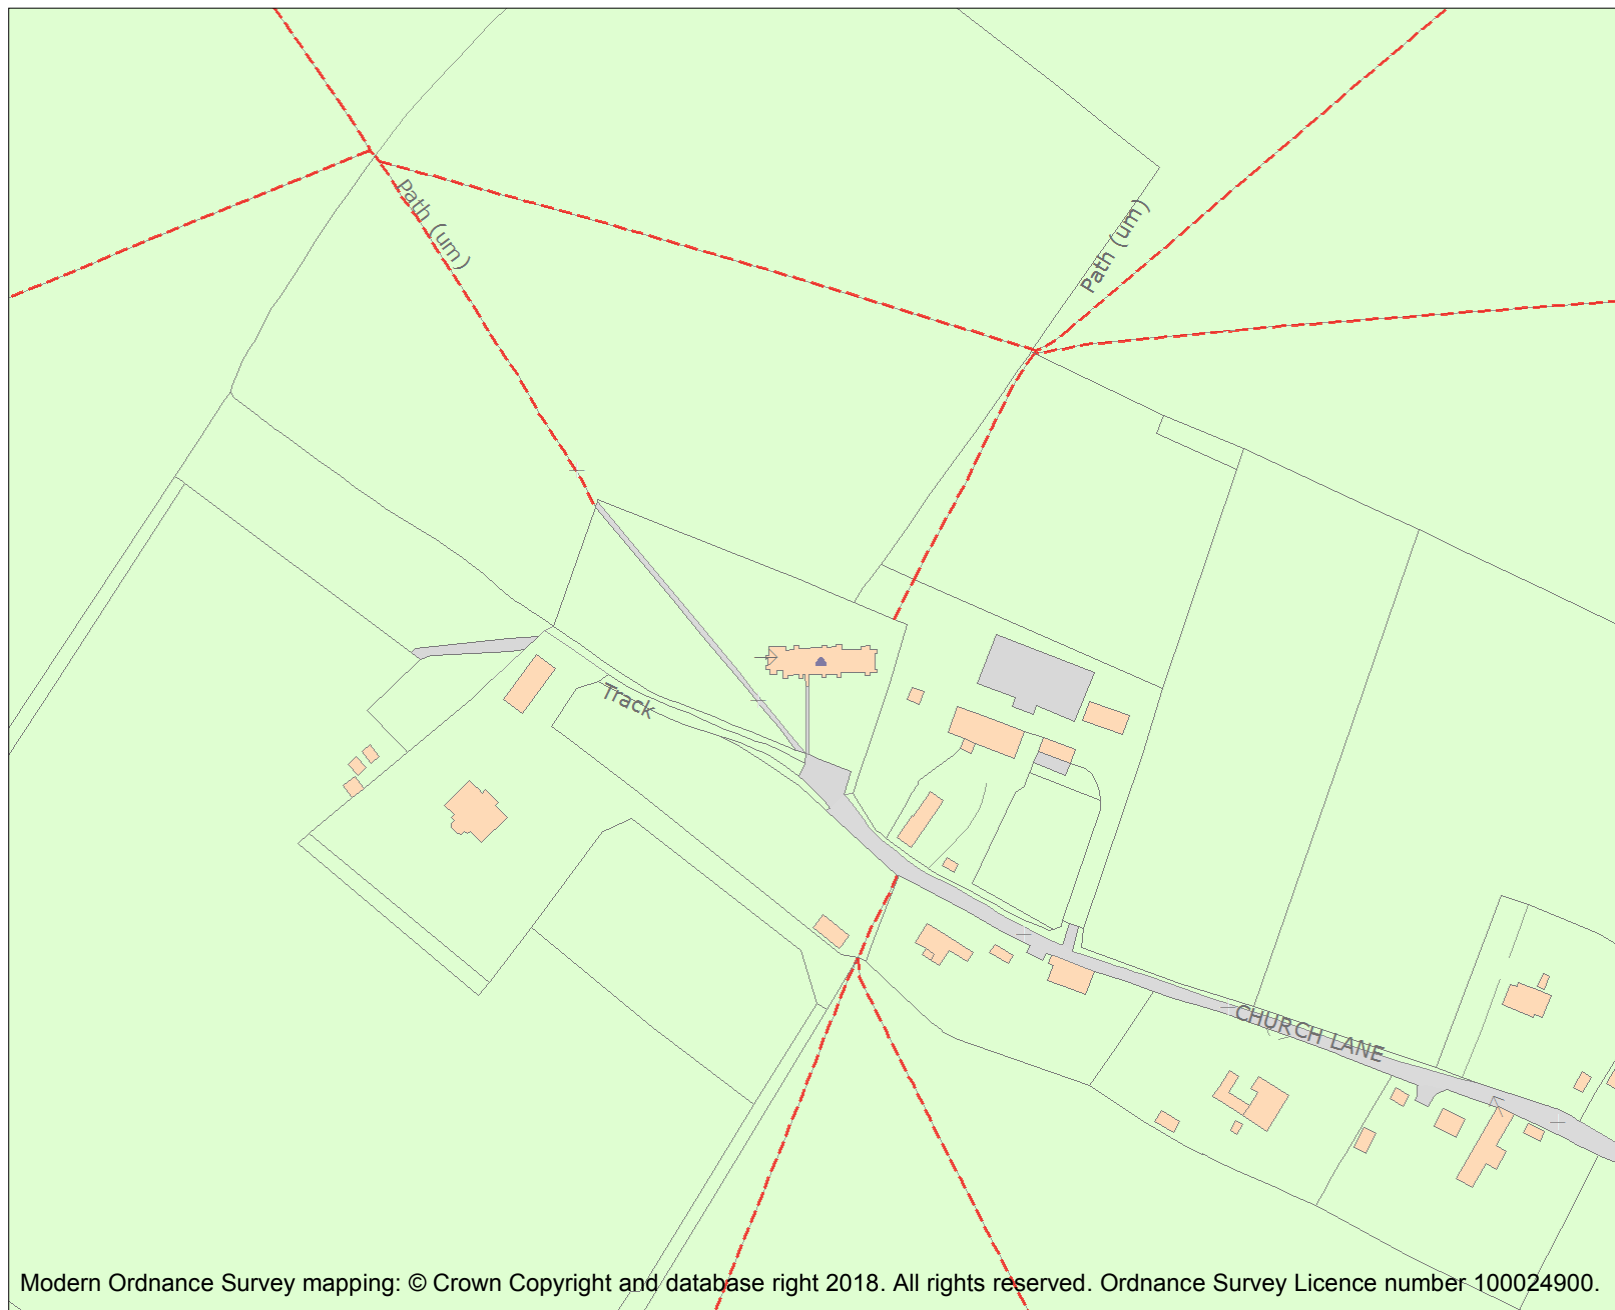 Path (um)
Path (um)
Track
CHURCH LANE
Modern Ordnance Survey mapping: © Crown Copyright and database right 2018. All rights reserved. Ordnance Survey Licence number 100024900.